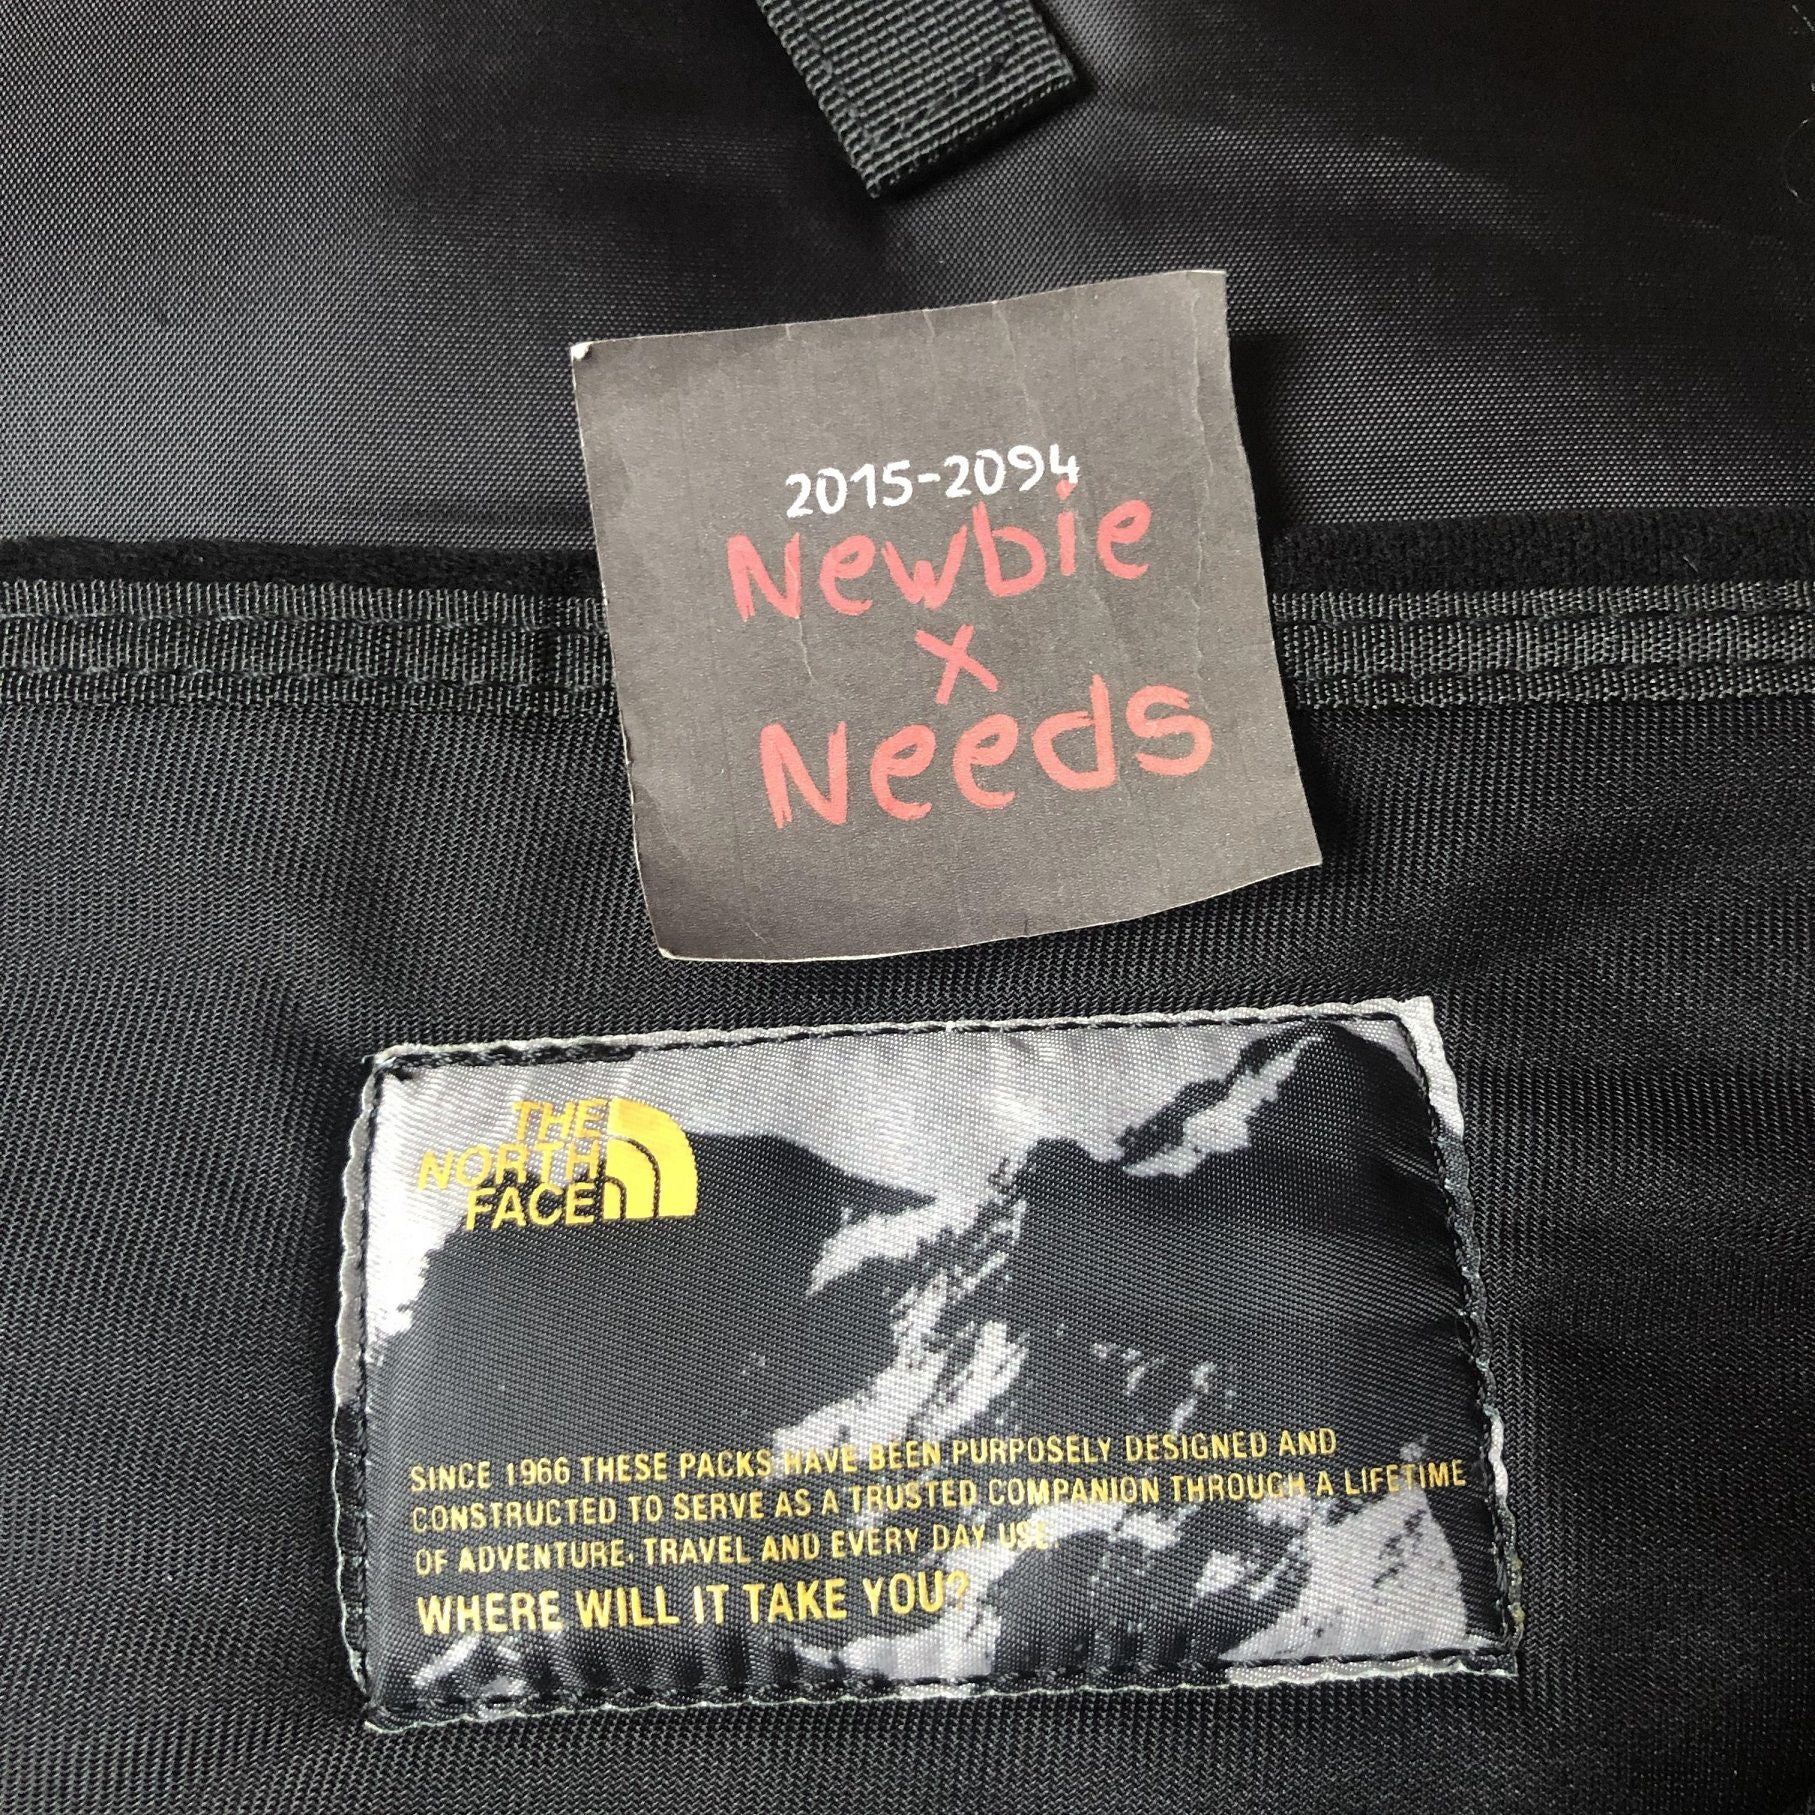 2015-2094
Newbie
x
Needs
THE
NORTH
FACE
SINCE 1966 THESE PACKS HAVE BEEN PURPOSELY DESIGNED AND
CONSTRUCTED TO SERVE AS A TRUSTED COMPANION THROUGH A LIFETIME
OF ADVENTURE, TRAVEL AND EVERY DAY USE.
WHERE WILL IT TAKE YOU?